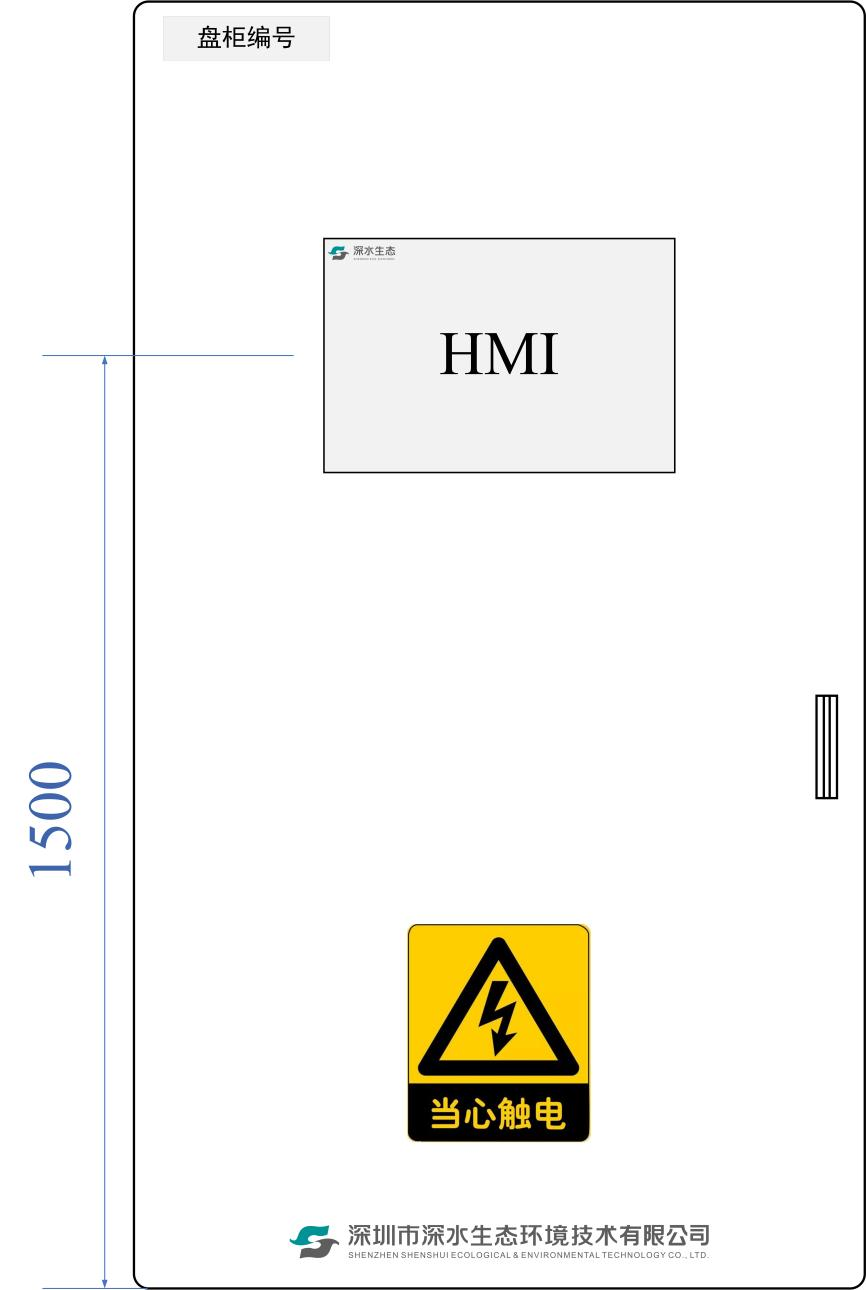 盘柜编号
深水生态
HMI
1500
当心触电
深圳市深水生态环境技术有限公司
SHENZHEN SHENSHUI ECOLOGICAL & ENVIRONMENTAL TECHNOLOGY CO., LTD.